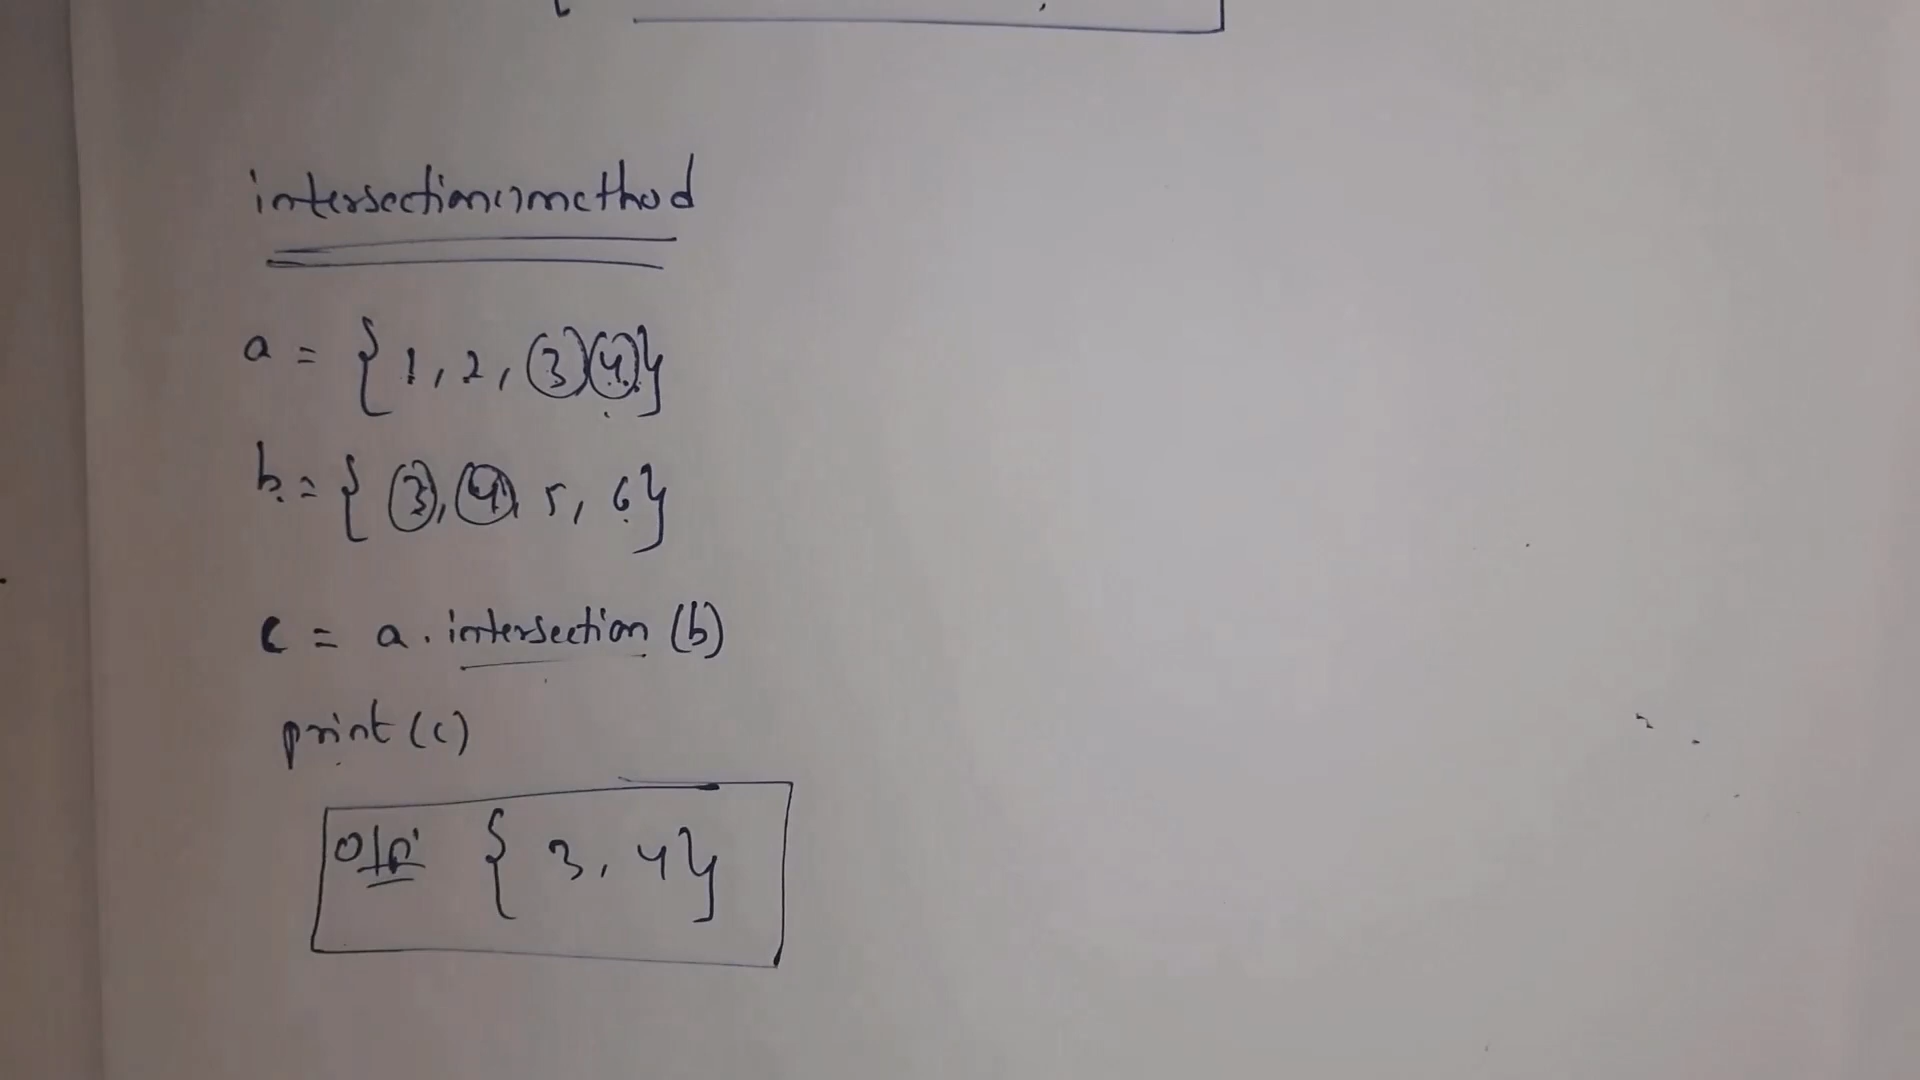 intersection() method
a = { 1, 2, 3 4}
b = { 3, 4 5, 6}
c = a. intersection (b)
print (c)
O/P { 3, 4}